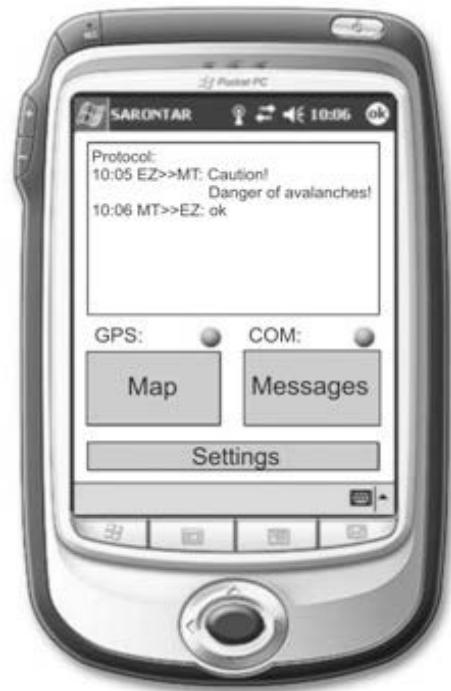 Pocket PC
SARONTAR 10:06 ok
Protocol:
10:05 EZ>>MT: Caution!
Danger of avalanches!
10:06 MT>>EZ: ok
GPS: COM:
Map Messages
Settings